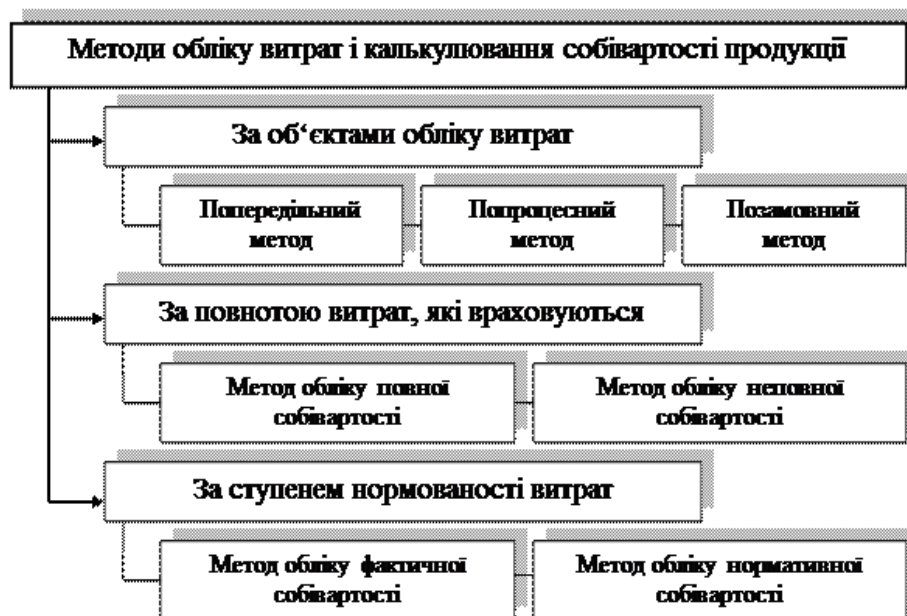 Методи обліку витрат і калькулювання собівартості продукції
За об‘єктами обліку витрат
Попередільний
метод
Попроцесний
метод
Позамовний
метод
За повнотою витрат, які враховуються
Метод обліку повної
собівартості
Метод обліку неповної
собівартості
За ступенем нормованості витрат
Метод обліку фактичної
собівартості
Метод обліку нормативної
собівартості